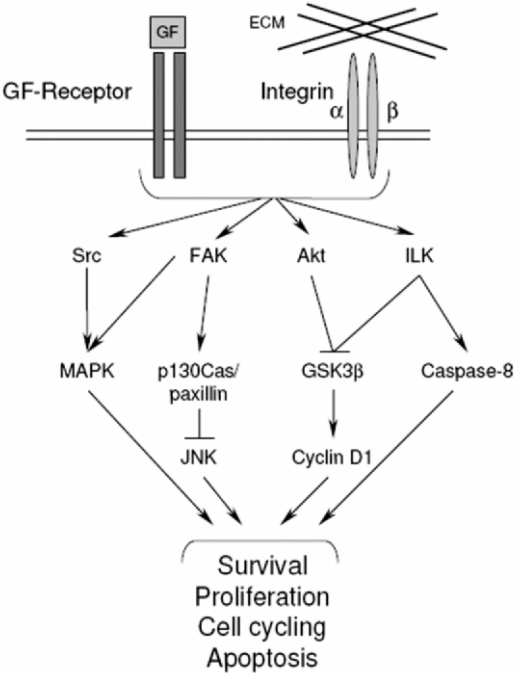 GF
ECM
GF-Receptor
Integrin
α
β
Src
FAK
Akt
ILK
MAPK
p130Cas/
paxillin
GSK3β
Caspase-8
JNK
Cyclin D1
Survival
Proliferation
Cell cycling
Apoptosis